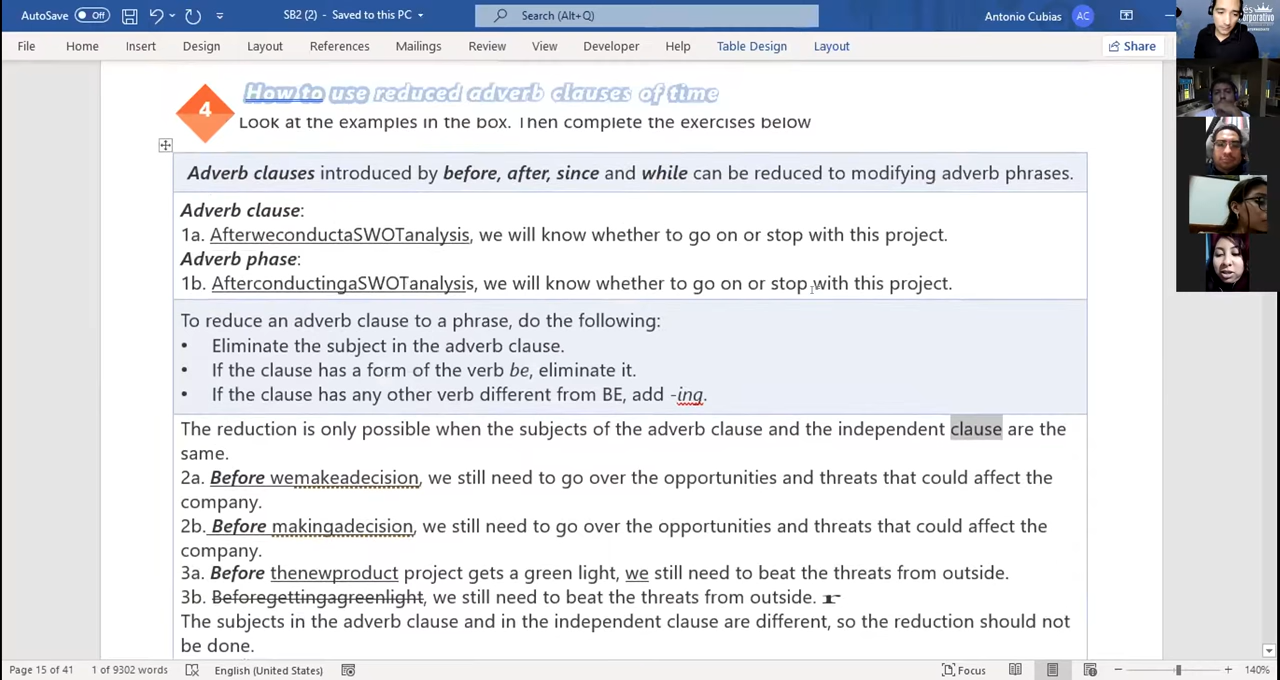 AutoSave Off SB2 (2) - Saved to this PC Search (Alt+Q) Antonio Cubias AC
File Home Insert Design Layout References Mailings Review View Developer Help Table Design Layout Share
4 How to use reduced adverb clauses of time
Look at the examples in the box. Then complete the exercises below
Adverb clauses introduced by before, after, since and while can be reduced to modifying adverb phrases.
Adverb clause:
1a. AfterweconductaSWOTanalysis, we will know whether to go on or stop with this project.
Adverb phase:
1b. AfterconductingaSWOTanalysis, we will know whether to go on or stop with this project.
To reduce an adverb clause to a phrase, do the following:
• Eliminate the subject in the adverb clause.
• If the clause has a form of the verb be, eliminate it.
• If the clause has any other verb different from BE, add -ing.
The reduction is only possible when the subjects of the adverb clause and the independent clause are the
same.
2a. Before wemakeadecision, we still need to go over the opportunities and threats that could affect the
company.
2b. Before makingadecision, we still need to go over the opportunities and threats that could affect the
company.
3a. Before thenewproduct project gets a green light, we still need to beat the threats from outside.
3b. Beforegettingagreenlight, we still need to beat the threats from outside.
The subjects in the adverb clause and in the independent clause are different, so the reduction should not
be done.
Page 15 of 41 1 of 9302 words English (United States) Focus 140%